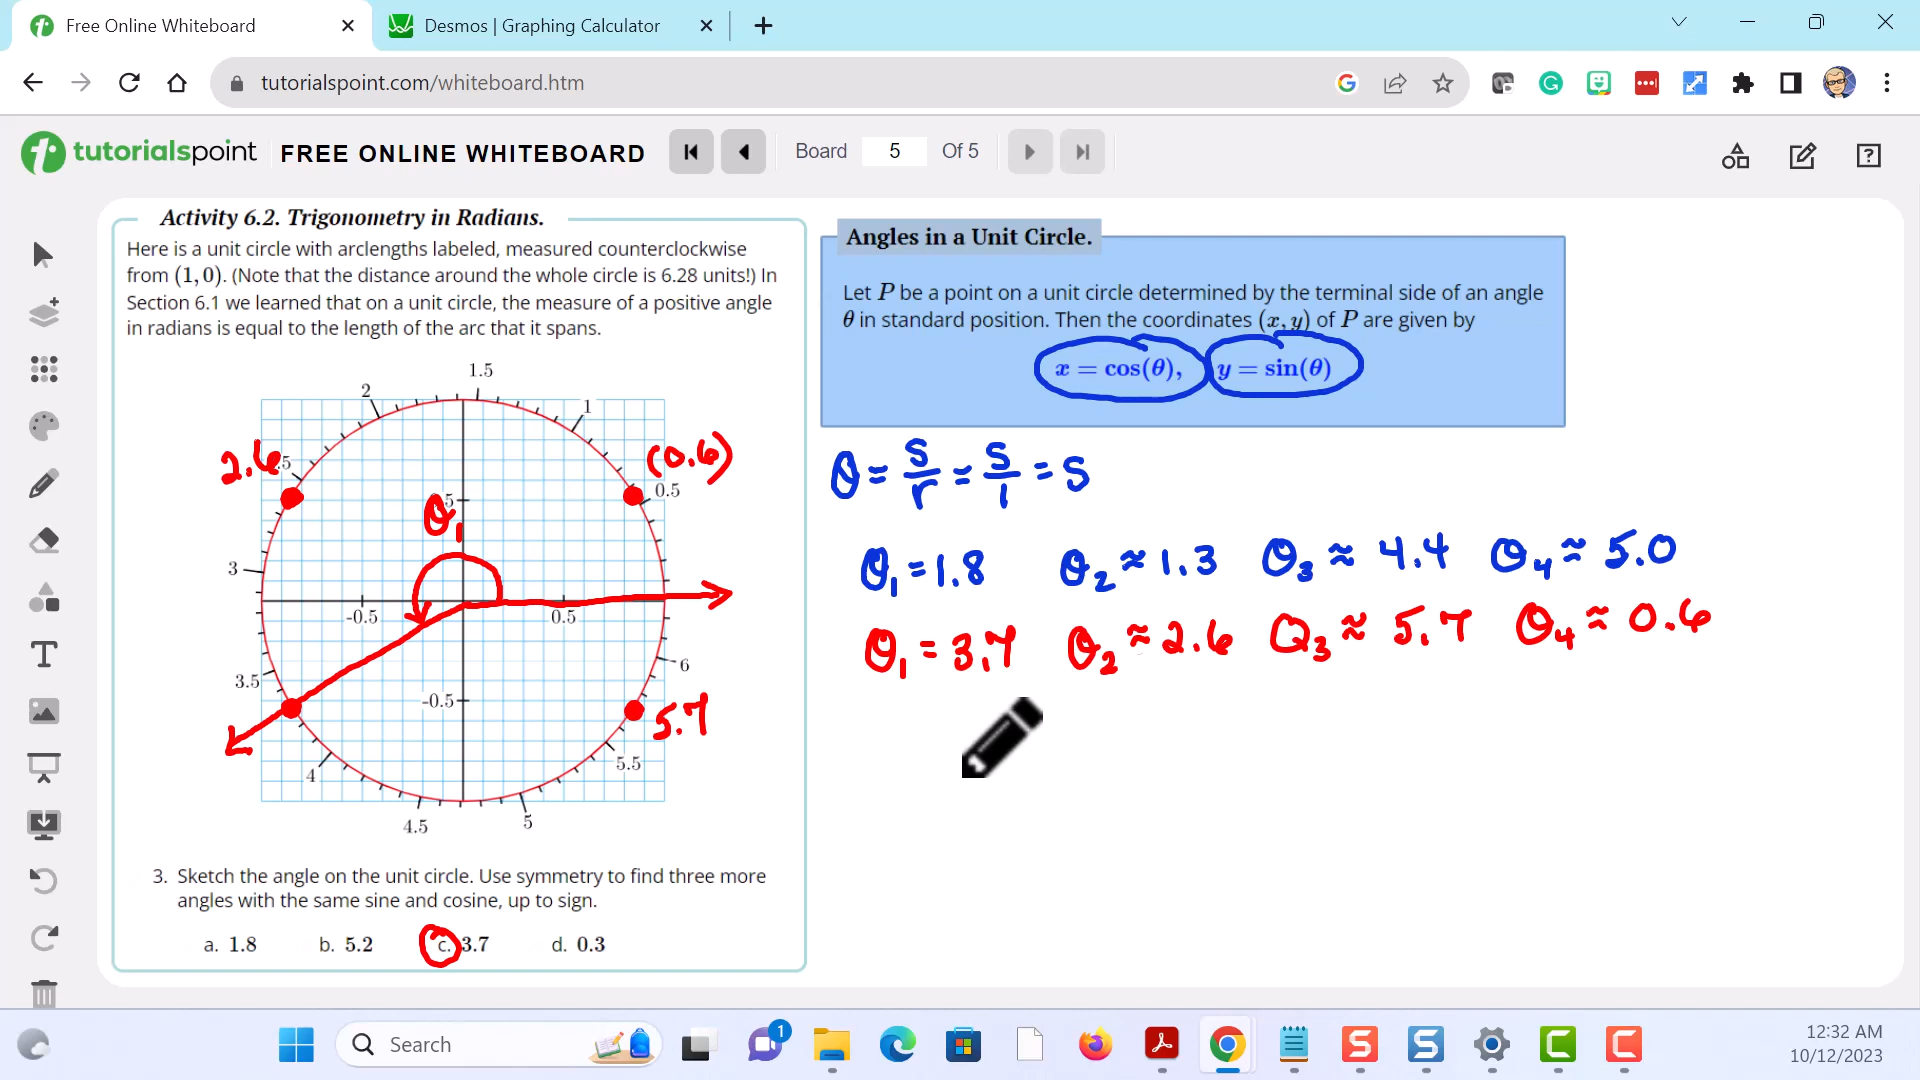 Free Online Whiteboard
Desmos | Graphing Calculator
tutorialspoint.com/whiteboard.htm
tutorialspoint
FREE ONLINE WHITEBOARD
Board 5 Of 5
Activity 6.2. Trigonometry in Radians.
Here is a unit circle with arclengths labeled, measured counterclockwise
from (1, 0). (Note that the distance around the whole circle is 6.28 units!) In
Section 6.1 we learned that on a unit circle, the measure of a positive angle
in radians is equal to the length of the arc that it spans.
1.5
2
1
2.6
.5
(0.6)
0.5
θ₁
.5
3
-0.5
0.5
6
3.5
-0.5
5.7
4
5.5
4.5
5
3. Sketch the angle on the unit circle. Use symmetry to find three more
angles with the same sine and cosine, up to sign.
a. 1.8 b. 5.2 c. 3.7 d. 0.3
Angles in a Unit Circle.
Let P be a point on a unit circle determined by the terminal side of an angle
θ in standard position. Then the coordinates (x, y) of P are given by
x = cos(θ), y = sin(θ)
θ = s/r = s/1 = s
θ₁ = 1.8 θ₂ ≈ 1.3 θ₃ ≈ 4.4 θ₄ ≈ 5.0
θ₁ = 3.7 θ₂ ≈ 2.6 θ₃ ≈ 5.7 θ₄ ≈ 0.6
Search
1
12:32 AM
10/12/2023